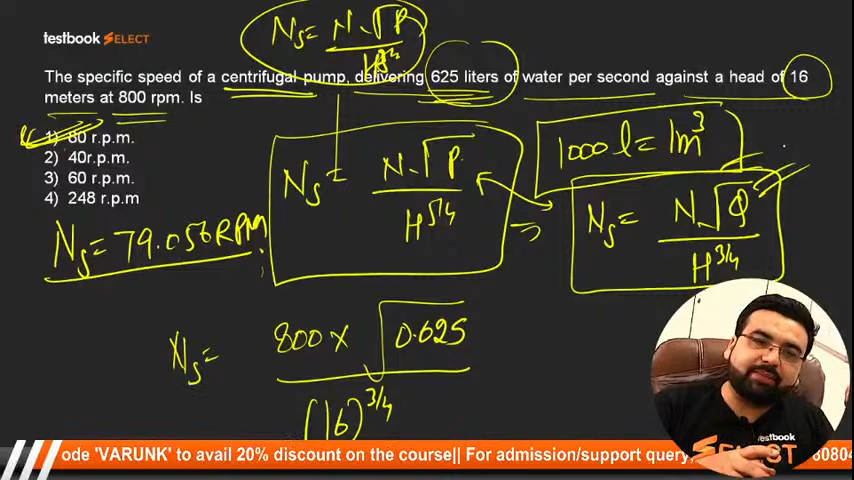 Ns = N √P / H^5/4
testbook SELECT
The specific speed of a centrifugal pump, delivering 625 liters of water per second against a head of 16
meters at 800 rpm. Is
1) 80 r.p.m.
2) 40r.p.m.
3) 60 r.p.m.
4) 248 r.p.m
Ns = 79.056 RPM
Ns = N √P / H^5/4
1000 l = 1m³
⇒ Ns = N √Q / H^3/4
Ns = 800 × √0.625 / (16)^3/4
testbook
SELECT
ode 'VARUNK' to avail 20% discount on the course|| For admission/support query,